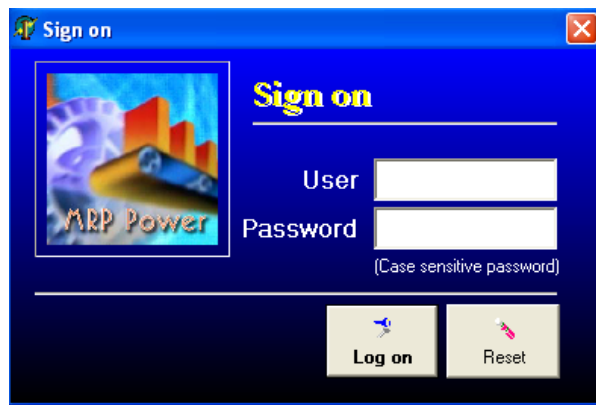 Sign on
Sign on
MRP Power
User
Password
(Case sensitive password)
Log on
Reset